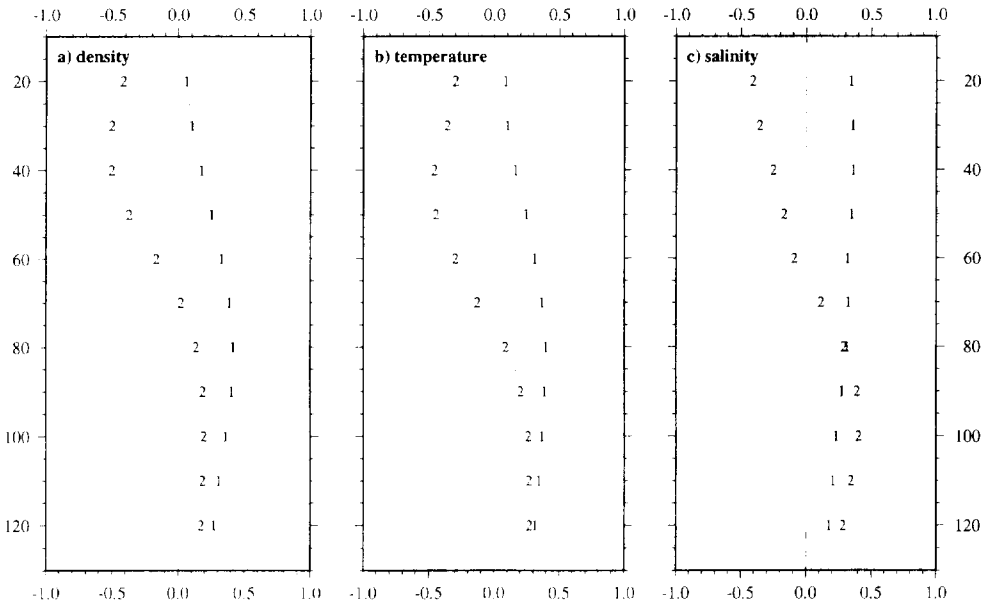 -1.0 -0.5 0.0 0.5 1.0 -0.5 0.0 0.5 -0.5 0.0 0.5 1.0
a) density b) temperature c) salinity
20 2 1 2 1 2 1 20
2 1 2 1 2 1
40 2 1 2 1 2 1 40
2 1 2 1 2 1
60 2 1 2 1 2 1 60
2 1 2 1 2 1
80 2 1 2 1 80
2 1 2 1 1 2
100 2 1 2 1 1 2 100
2 1 2 1 1 2
120 2 1 2 1 1 2 120
-1.0 -0.5 0.0 0.5 1.0 -1.0 -0.5 0.0 0.5 1.0 -1.0 -0.5 0.0 0.5 1.0